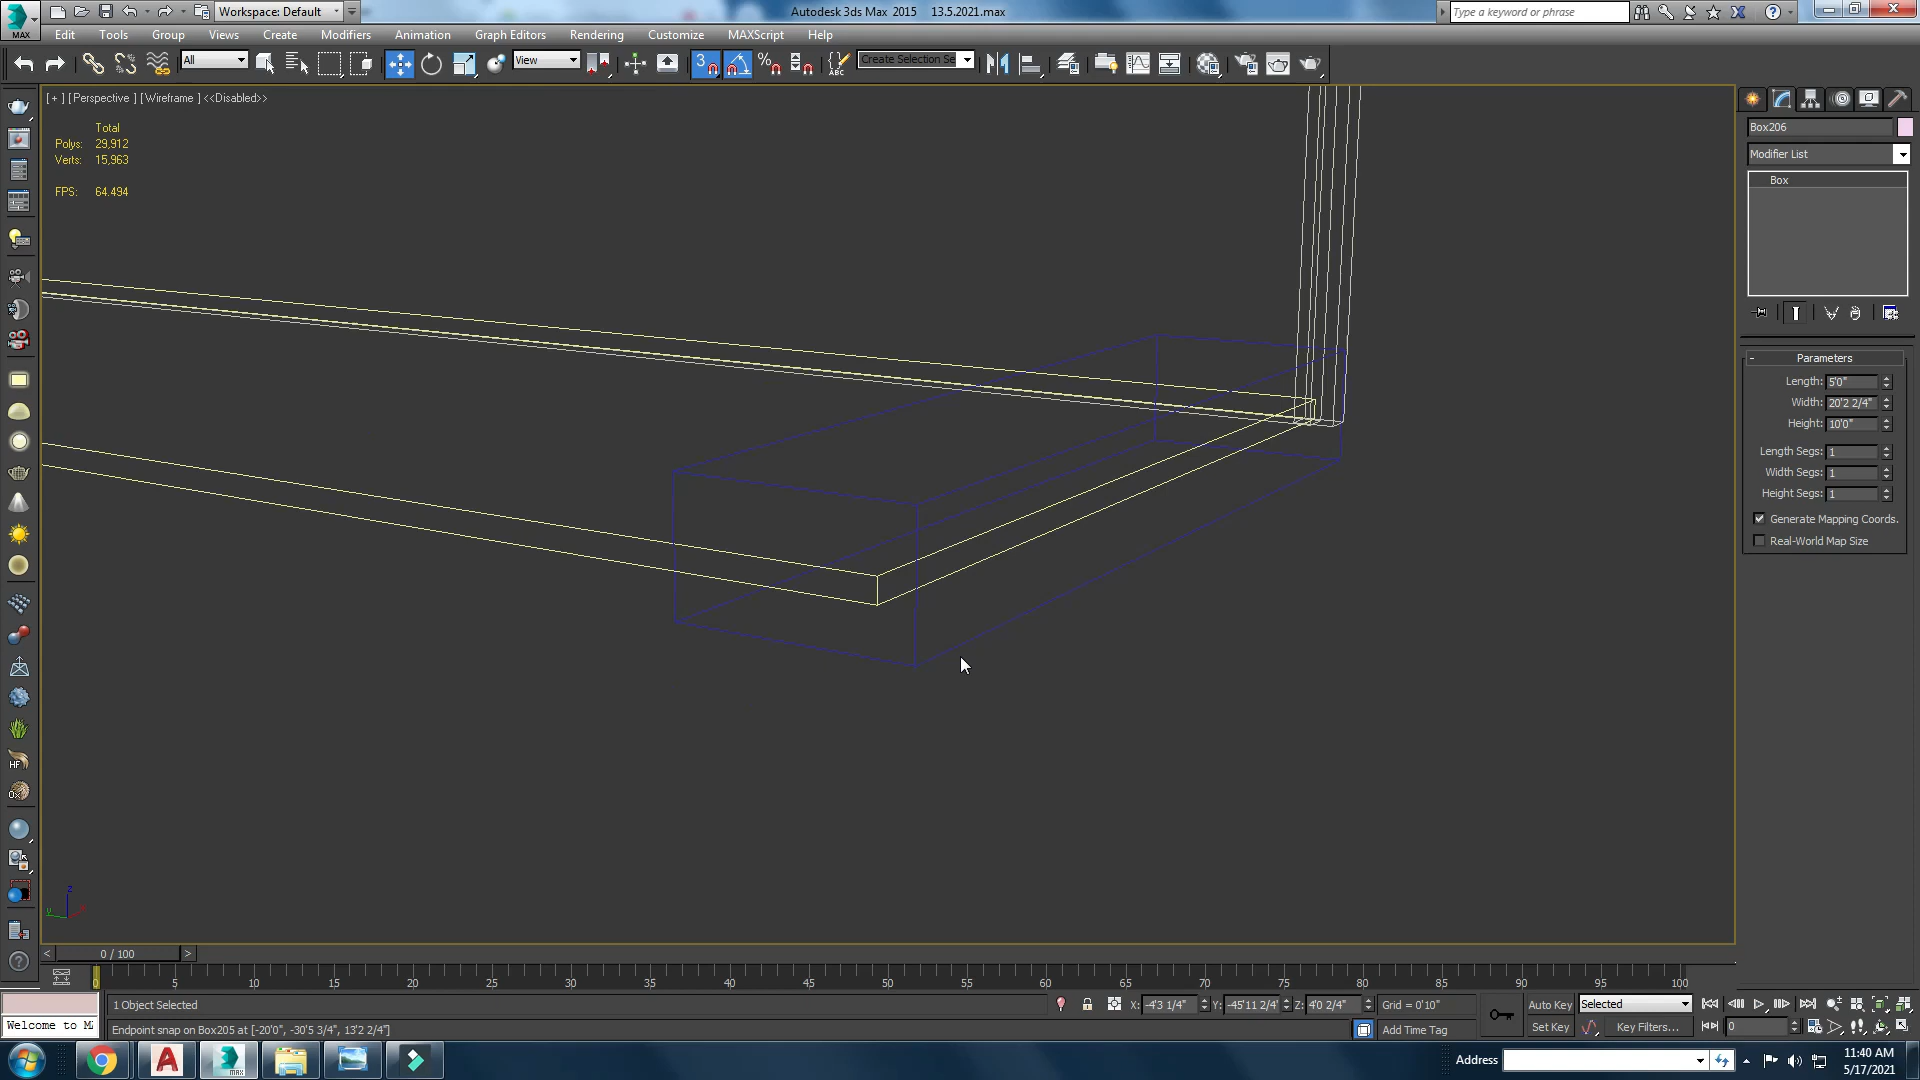 Workspace: Default
Autodesk 3ds Max 2015    13.5.2021.max
Type a keyword or phrase
MAX
Edit Tools Group Views Create Modifiers Animation Graph Editors Rendering Customize MAXScript Help
All
View
Create Selection Se
[+] [Perspective] [Wireframe] <<Disabled>>
Total
Polys: 29,912
Verts: 15,963
FPS: 64.494
Box206
Modifier List
Box
- Parameters
Length: 5'0"
Width: 20'2 2/4"
Height: 10'0"
Length Segs: 1
Width Segs: 1
Height Segs: 1
Generate Mapping Coords.
Real-World Map Size
HF
z
y
< 0 / 100 >
0 5 10 15 20 25 30 35 40 45 50 55 60 65 70 75 80 85 90 95 100
1 Object Selected
X: -4'3 1/4" Y: -45'11 2/4' Z: 4'0 2/4" Grid = 0'10"
Auto Key Selected
Welcome to M
Endpoint snap on Box205 at [-20'0", -30'5 3/4", 13'2 2/4"]
Add Time Tag
Set Key Key Filters... 0
Address
11:40 AM
5/17/2021